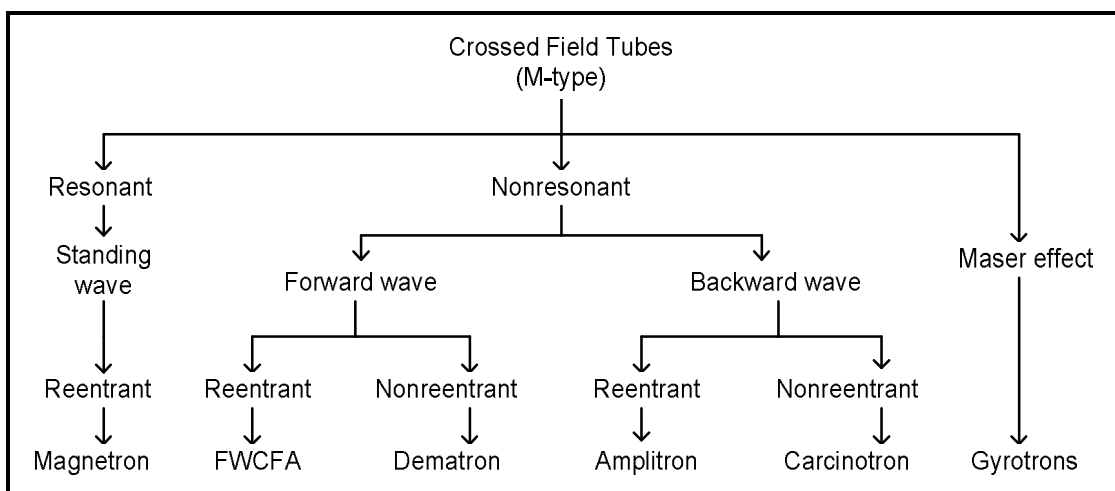 Crossed Field Tubes
(M-type)
Resonant
Nonresonant
Standing
wave
Maser effect
Forward wave
Backward wave
Reentrant
Reentrant
Nonreentrant
Reentrant
Nonreentrant
Magnetron
FWCFA
Dematron
Amplitron
Carcinotron
Gyrotrons